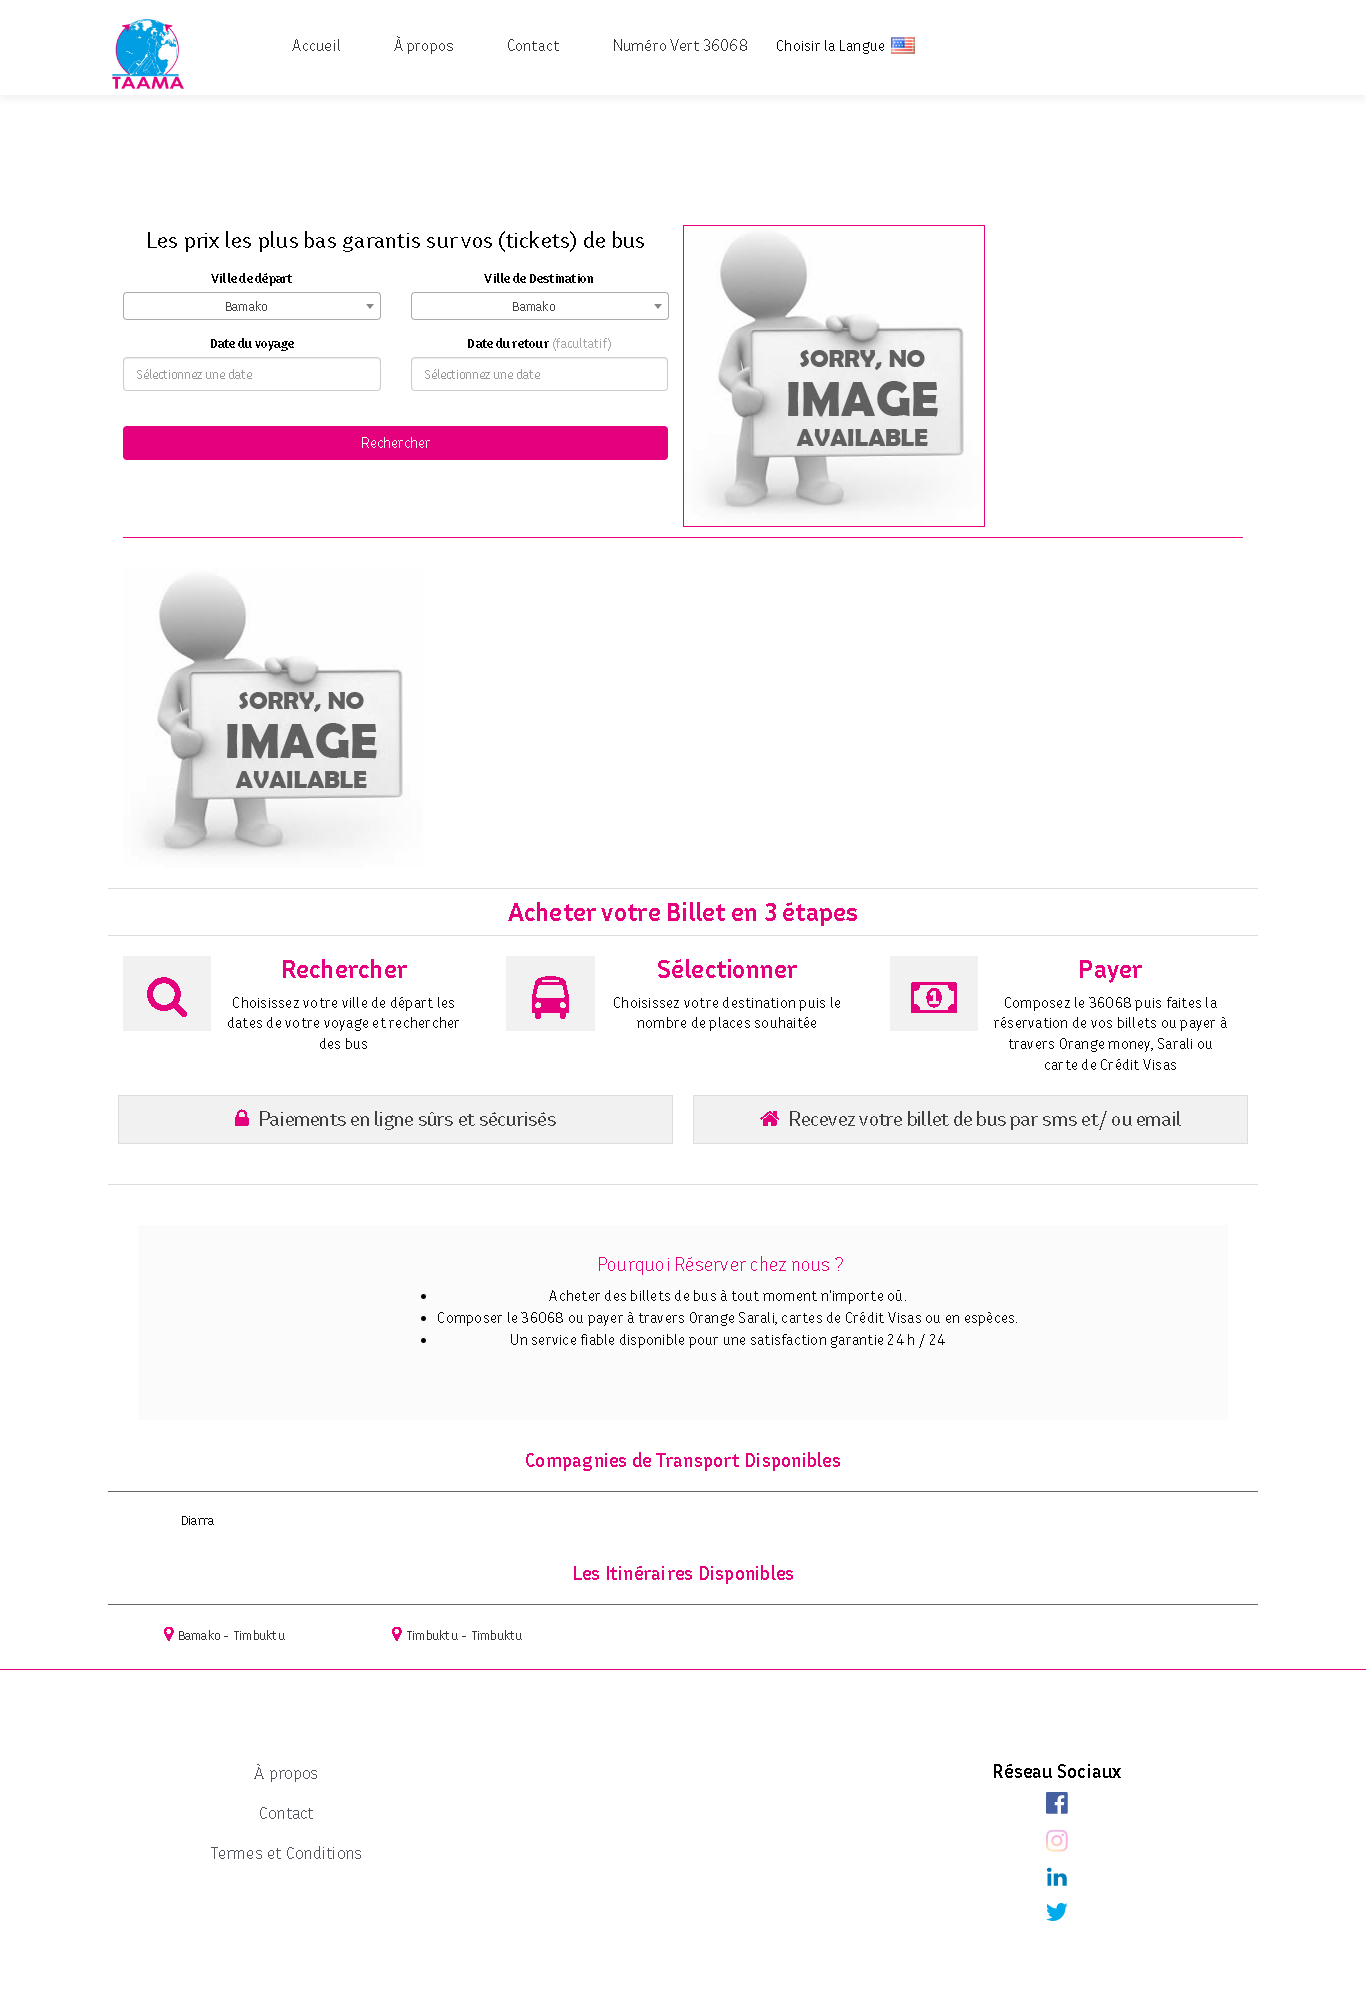 TAAMA
Accueil
À propos
Contact
Numéro Vert 36068
Choisir la Langue
Les prix les plus bas garantis sur vos (tickets) de bus
Ville de départ
Ville de Destination
Bamako
Bamako
Date du voyage
Date du retour (facultatif)
Sélectionnez une date
Sélectionnez une date
Rechercher
SORRY, NO
IMAGE
AVAILABLE
SORRY, NO
IMAGE
AVAILABLE
Acheter votre Billet en 3 étapes
Rechercher
Choisissez votre ville de départ les
dates de votre voyage et rechercher
des bus
Sélectionner
Choisissez votre destination puis le
nombre de places souhaitée
Payer
Composez le 36068 puis faites la
réservation de vos billets ou payer à
travers Orange money, Sarali ou
carte de Crédit Visas
Paiements en ligne sûrs et sécurisés
Recevez votre billet de bus par sms et/ ou email
Pourquoi Réserver chez nous ?
Acheter des billets de bus à tout moment n'importe oû.
Composer le 36068 ou payer à travers Orange Sarali, cartes de Crédit Visas ou en espèces.
Un service fiable disponible pour une satisfaction garantie 24 h / 24
Compagnies de Transport Disponibles
Diarra
Les Itinéraires Disponibles
Bamako - Timbuktu
Timbuktu - Timbuktu
À propos
Contact
Termes et Conditions
Réseau Sociaux